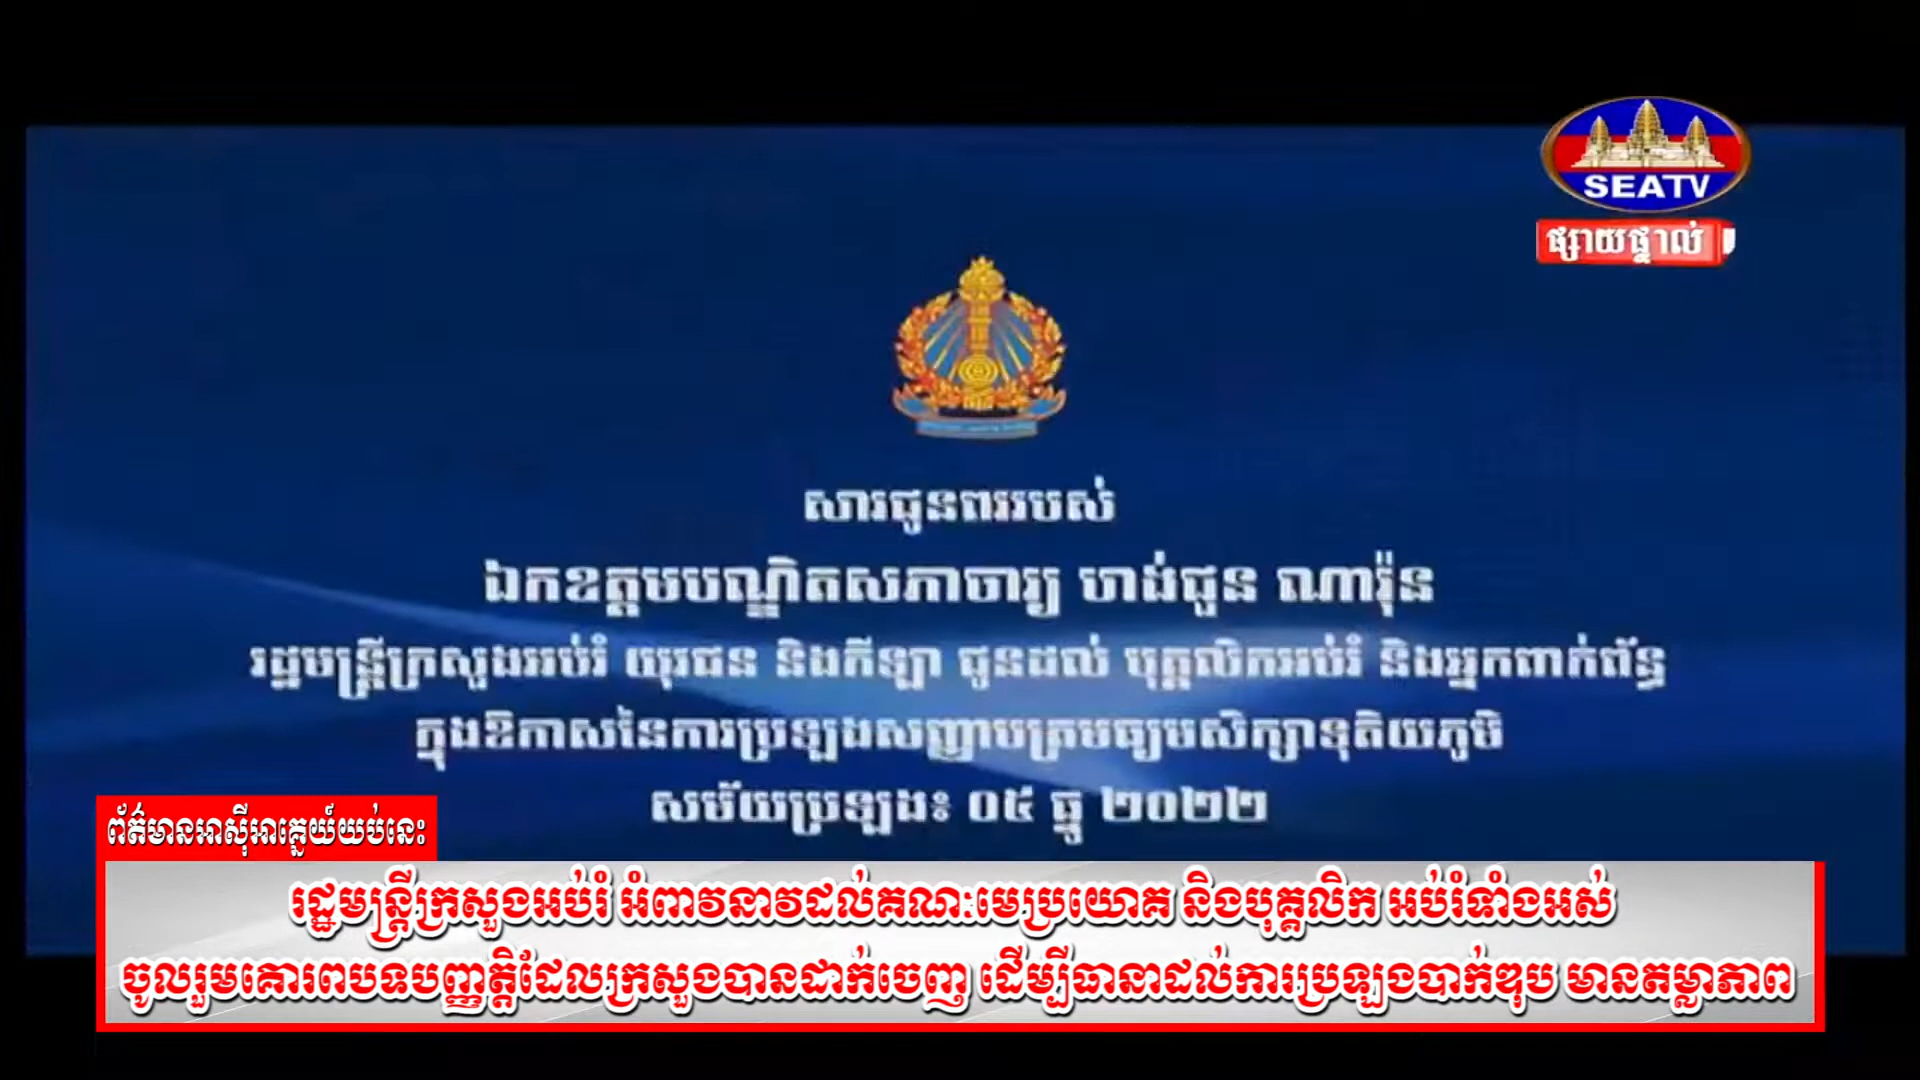 SEATV
ផ្សាយផ្ទាល់
សារជូនពររបស់
ឯកឧត្តមបណ្ឌិតសភាចារ្យ ហង់ជួន ណារ៉ុន
រដ្ឋមន្ត្រីក្រសួងអប់រំ យុវជន និងកីឡា ជូនដល់ បុគ្គលិកអប់រំ និងអ្នកពាក់ព័ន្ធ
ក្នុងឱកាសនៃការប្រឡងសញ្ញាបត្រមធ្យមសិក្សាទុតិយភូមិ
សម័យប្រឡង៖ ០៥ ធ្នូ ២០២២
ព័ត៌មានអាស៊ីអាគ្នេយ៍យប់នេះ
រដ្ឋមន្ត្រីក្រសួងអប់រំ អំពាវនាវដល់គណៈមេប្រយោគ និងបុគ្គលិក អប់រំទាំងអស់
ចូលរួមគោរពបទបញ្ញត្តិដែលក្រសួងបានដាក់ចេញ ដើម្បីធានាដល់ការប្រឡងបាក់ឌុប មានតម្លាភាព